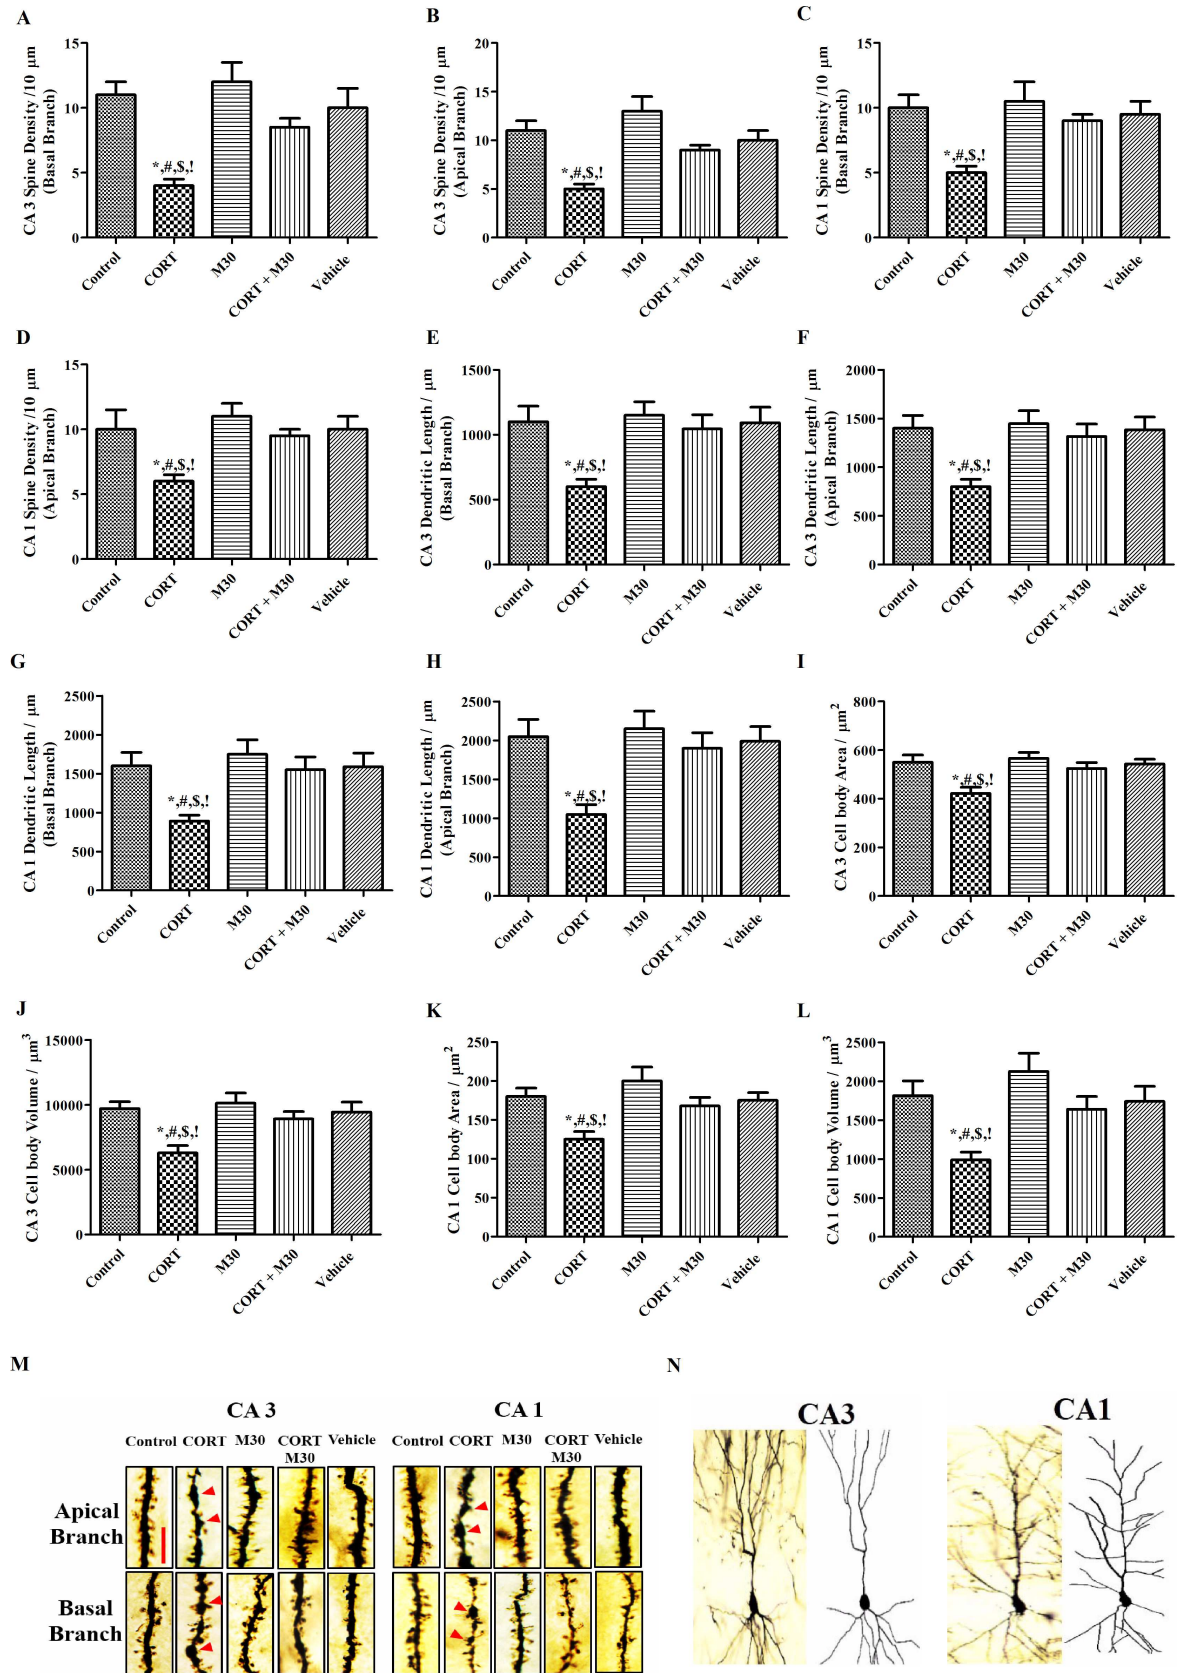 A
CA 3 Spine Density /10 μm
(Basal Branch)
15
10
5
0
*,#,$,!
Control
CORT
M30
CORT + M30
Vehicle
B
CA 3 Spine Density /10 μm
(Apical Branch)
20
15
10
5
0
*,#,$,!
Control
CORT
M30
CORT + M30
Vehicle
C
CA 1 Spine Density /10 μm
(Basal Branch)
15
10
5
0
*,#,$,!
Control
CORT
M30
CORT + M30
Vehicle
D
CA 1 Spine Density /10 μm
(Apical Branch)
15
10
5
0
*,#,$,!
Control
CORT
M30
CORT + M30
Vehicle
E
CA 3 Dendritic Length / μm
(Basal Branch)
1500
1000
500
0
*,#,$,!
Control
CORT
M30
CORT + M30
Vehicle
F
CA 3 Dendritic Length / μm
(Apical Branch)
2000
1500
1000
500
0
*,#,$,!
Control
CORT
M30
CORT + M30
Vehicle
G
CA 1 Dendritic Length / μm
(Basal Branch)
2500
2000
1500
1000
500
0
*,#,$,!
Control
CORT
M30
CORT + M30
Vehicle
H
CA 1 Dendritic Length / μm
(Apical Branch)
2500
2000
1500
1000
500
0
*,#,$,!
Control
CORT
M30
CORT + M30
Vehicle
I
CA 3 Cell body Area / μm²
800
600
400
200
0
*,#,$,!
Control
CORT
M30
CORT + M30
Vehicle
J
CA 3 Cell body Volume / μm³
15000
10000
5000
0
*,#,$,!
Control
CORT
M30
CORT + M30
Vehicle
K
CA 1 Cell body Area / μm²
250
200
150
100
50
0
*,#,$,!
Control
CORT
M30
CORT + M30
Vehicle
L
CA 1 Cell body Volume / μm³
2500
2000
1500
1000
500
0
*,#,$,!
Control
CORT
M30
CORT + M30
Vehicle
M
CA 3
CA 1
Control CORT M30 CORT M30 Vehicle
Control CORT M30 CORT M30 Vehicle
Apical
Branch
Basal
Branch
N
CA3
CA1